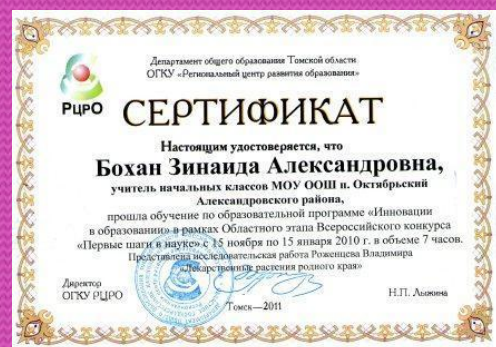 Департамент общего образования Томской области
ОГКУ «Региональный центр развития образования»
РЦРО
СЕРТИФИКАТ
Настоящим удостоверяется, что
Бохан Зинаида Александровна,
учитель начальных классов МОУ ООШ п. Октябрьский
Александровского района,
прошла обучение по образовательной программе «Инновации
в образовании» в рамках Областного этапа Всероссийского конкурса
«Первые шаги в науке» с 15 ноября по 15 января 2010 г. в объеме 7 часов.
Представлена исследовательская работа Роженцева Владимира
«Лекарственные растения родного края»
Директор
ОГКУ РЦРО
Н.П. Лыжина
Томск—2011